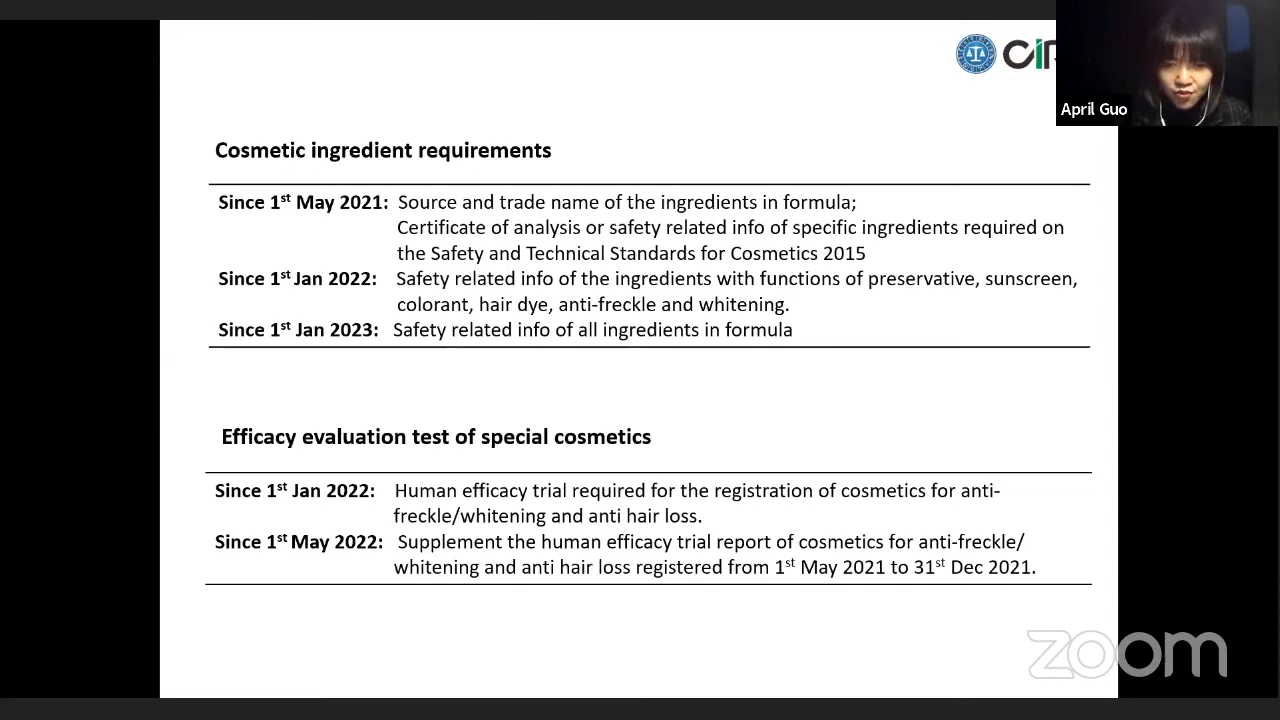 CIR
April Guo
Cosmetic ingredient requirements
Since 1st May 2021: Source and trade name of the ingredients in formula;
Certificate of analysis or safety related info of specific ingredients required on
the Safety and Technical Standards for Cosmetics 2015
Since 1st Jan 2022: Safety related info of the ingredients with functions of preservative, sunscreen,
colorant, hair dye, anti-freckle and whitening.
Since 1st Jan 2023: Safety related info of all ingredients in formula
Efficacy evaluation test of special cosmetics
Since 1st Jan 2022: Human efficacy trial required for the registration of cosmetics for anti-
freckle/whitening and anti hair loss.
Since 1st May 2022: Supplement the human efficacy trial report of cosmetics for anti-freckle/
whitening and anti hair loss registered from 1st May 2021 to 31st Dec 2021.
zoom